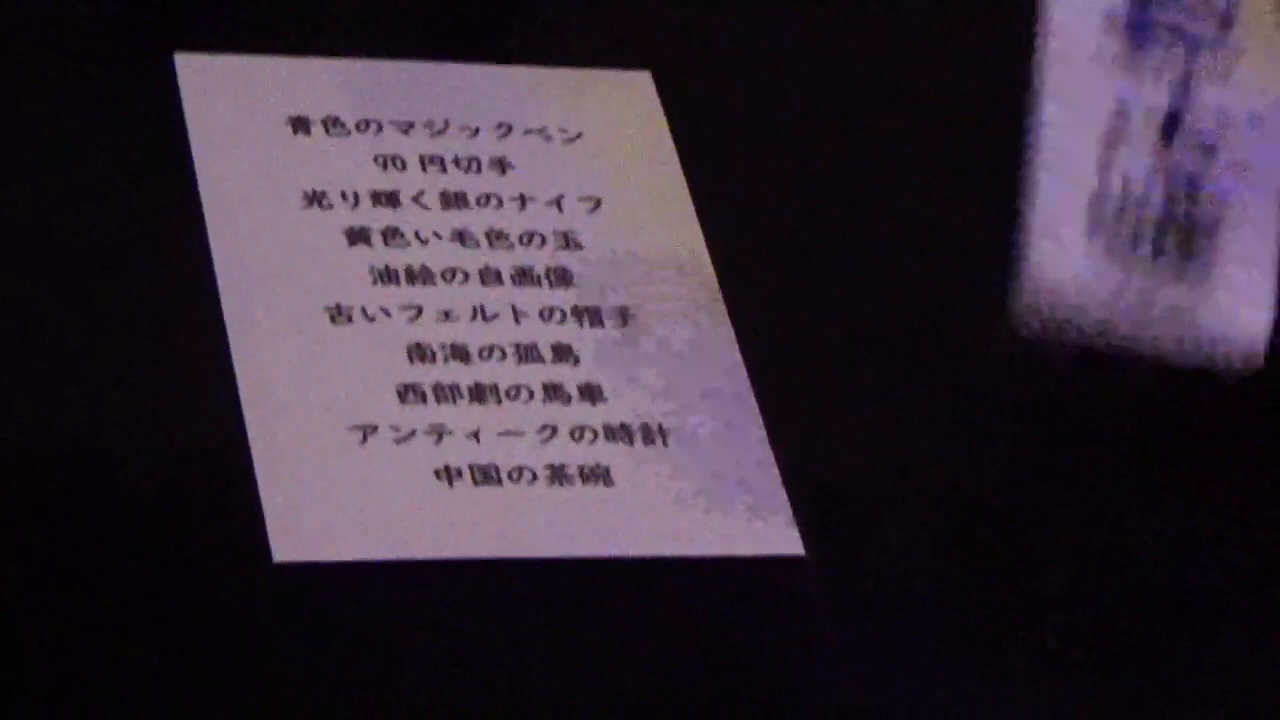 青色のマジックペン
90円切手
光り輝く銀のナイフ
黄色い毛色の玉
油絵の自画像
古いフェルトの帽子
南海の孤島
西部劇の馬車
アンティークの時計
中国の茶碗